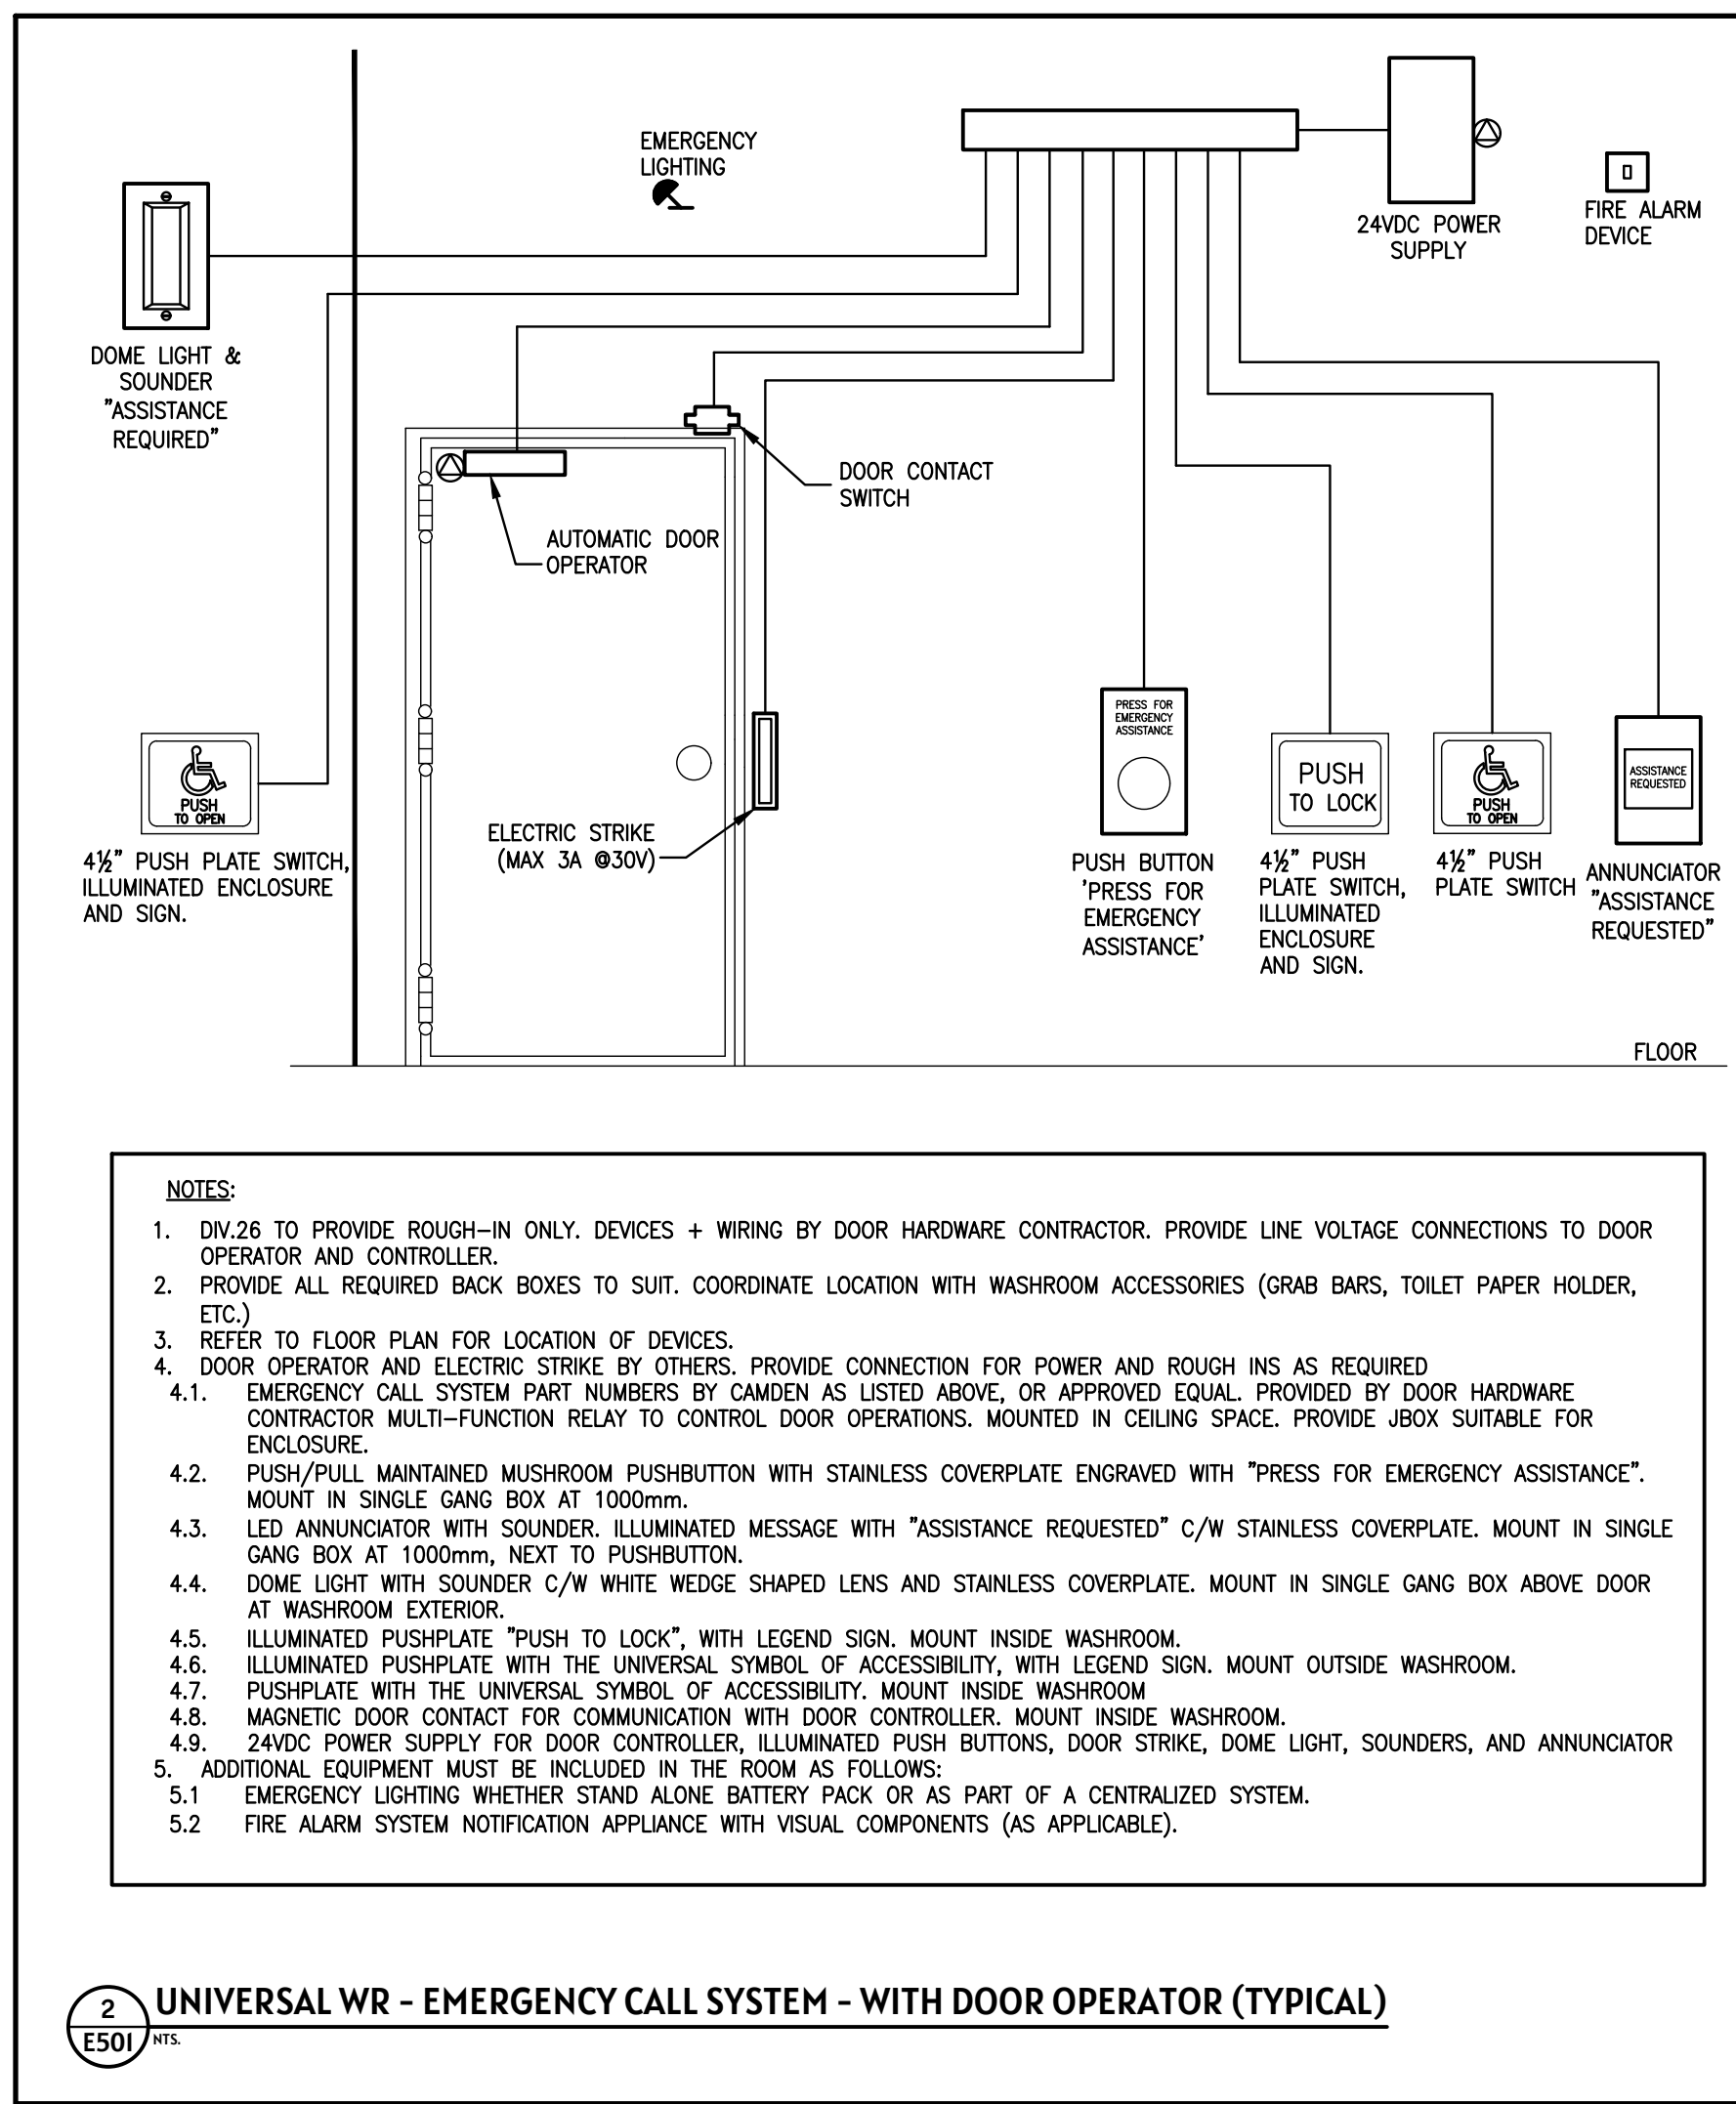 EMERGENCY
LIGHTING
24VDC POWER
SUPPLY
FIRE ALARM
DEVICE
DOME LIGHT &
SOUNDER
"ASSISTANCE
REQUIRED"
DOOR CONTACT
SWITCH
AUTOMATIC DOOR
OPERATOR
PUSH
TO OPEN
4½" PUSH PLATE SWITCH,
ILLUMINATED ENCLOSURE
AND SIGN.
ELECTRIC STRIKE
(MAX 3A @30V)
PRESS FOR
EMERGENCY
ASSISTANCE
PUSH BUTTON
'PRESS FOR
EMERGENCY
ASSISTANCE'
PUSH
TO LOCK
4½" PUSH
PLATE SWITCH,
ILLUMINATED
ENCLOSURE
AND SIGN.
PUSH
TO OPEN
4½" PUSH
PLATE SWITCH
ASSISTANCE
REQUESTED
ANNUNCIATOR
"ASSISTANCE
REQUESTED"
FLOOR
NOTES:
1. DIV.26 TO PROVIDE ROUGH-IN ONLY. DEVICES + WIRING BY DOOR HARDWARE CONTRACTOR. PROVIDE LINE VOLTAGE CONNECTIONS TO DOOR
OPERATOR AND CONTROLLER.
2. PROVIDE ALL REQUIRED BACK BOXES TO SUIT. COORDINATE LOCATION WITH WASHROOM ACCESSORIES (GRAB BARS, TOILET PAPER HOLDER,
ETC.)
3. REFER TO FLOOR PLAN FOR LOCATION OF DEVICES.
4. DOOR OPERATOR AND ELECTRIC STRIKE BY OTHERS. PROVIDE CONNECTION FOR POWER AND ROUGH INS AS REQUIRED
4.1. EMERGENCY CALL SYSTEM PART NUMBERS BY CAMDEN AS LISTED ABOVE, OR APPROVED EQUAL. PROVIDED BY DOOR HARDWARE
CONTRACTOR MULTI-FUNCTION RELAY TO CONTROL DOOR OPERATIONS. MOUNTED IN CEILING SPACE. PROVIDE JBOX SUITABLE FOR
ENCLOSURE.
4.2. PUSH/PULL MAINTAINED MUSHROOM PUSHBUTTON WITH STAINLESS COVERPLATE ENGRAVED WITH "PRESS FOR EMERGENCY ASSISTANCE".
MOUNT IN SINGLE GANG BOX AT 1000mm.
4.3. LED ANNUNCIATOR WITH SOUNDER. ILLUMINATED MESSAGE WITH "ASSISTANCE REQUESTED" C/W STAINLESS COVERPLATE. MOUNT IN SINGLE
GANG BOX AT 1000mm, NEXT TO PUSHBUTTON.
4.4. DOME LIGHT WITH SOUNDER C/W WHITE WEDGE SHAPED LENS AND STAINLESS COVERPLATE. MOUNT IN SINGLE GANG BOX ABOVE DOOR
AT WASHROOM EXTERIOR.
4.5. ILLUMINATED PUSHPLATE "PUSH TO LOCK", WITH LEGEND SIGN. MOUNT INSIDE WASHROOM.
4.6. ILLUMINATED PUSHPLATE WITH THE UNIVERSAL SYMBOL OF ACCESSIBILITY, WITH LEGEND SIGN. MOUNT OUTSIDE WASHROOM.
4.7. PUSHPLATE WITH THE UNIVERSAL SYMBOL OF ACCESSIBILITY. MOUNT INSIDE WASHROOM
4.8. MAGNETIC DOOR CONTACT FOR COMMUNICATION WITH DOOR CONTROLLER. MOUNT INSIDE WASHROOM.
4.9. 24VDC POWER SUPPLY FOR DOOR CONTROLLER, ILLUMINATED PUSH BUTTONS, DOOR STRIKE, DOME LIGHT, SOUNDERS, AND ANNUNCIATOR
5. ADDITIONAL EQUIPMENT MUST BE INCLUDED IN THE ROOM AS FOLLOWS:
5.1 EMERGENCY LIGHTING WHETHER STAND ALONE BATTERY PACK OR AS PART OF A CENTRALIZED SYSTEM.
5.2 FIRE ALARM SYSTEM NOTIFICATION APPLIANCE WITH VISUAL COMPONENTS (AS APPLICABLE).
2
E501
UNIVERSAL WR - EMERGENCY CALL SYSTEM - WITH DOOR OPERATOR (TYPICAL)
NTS.